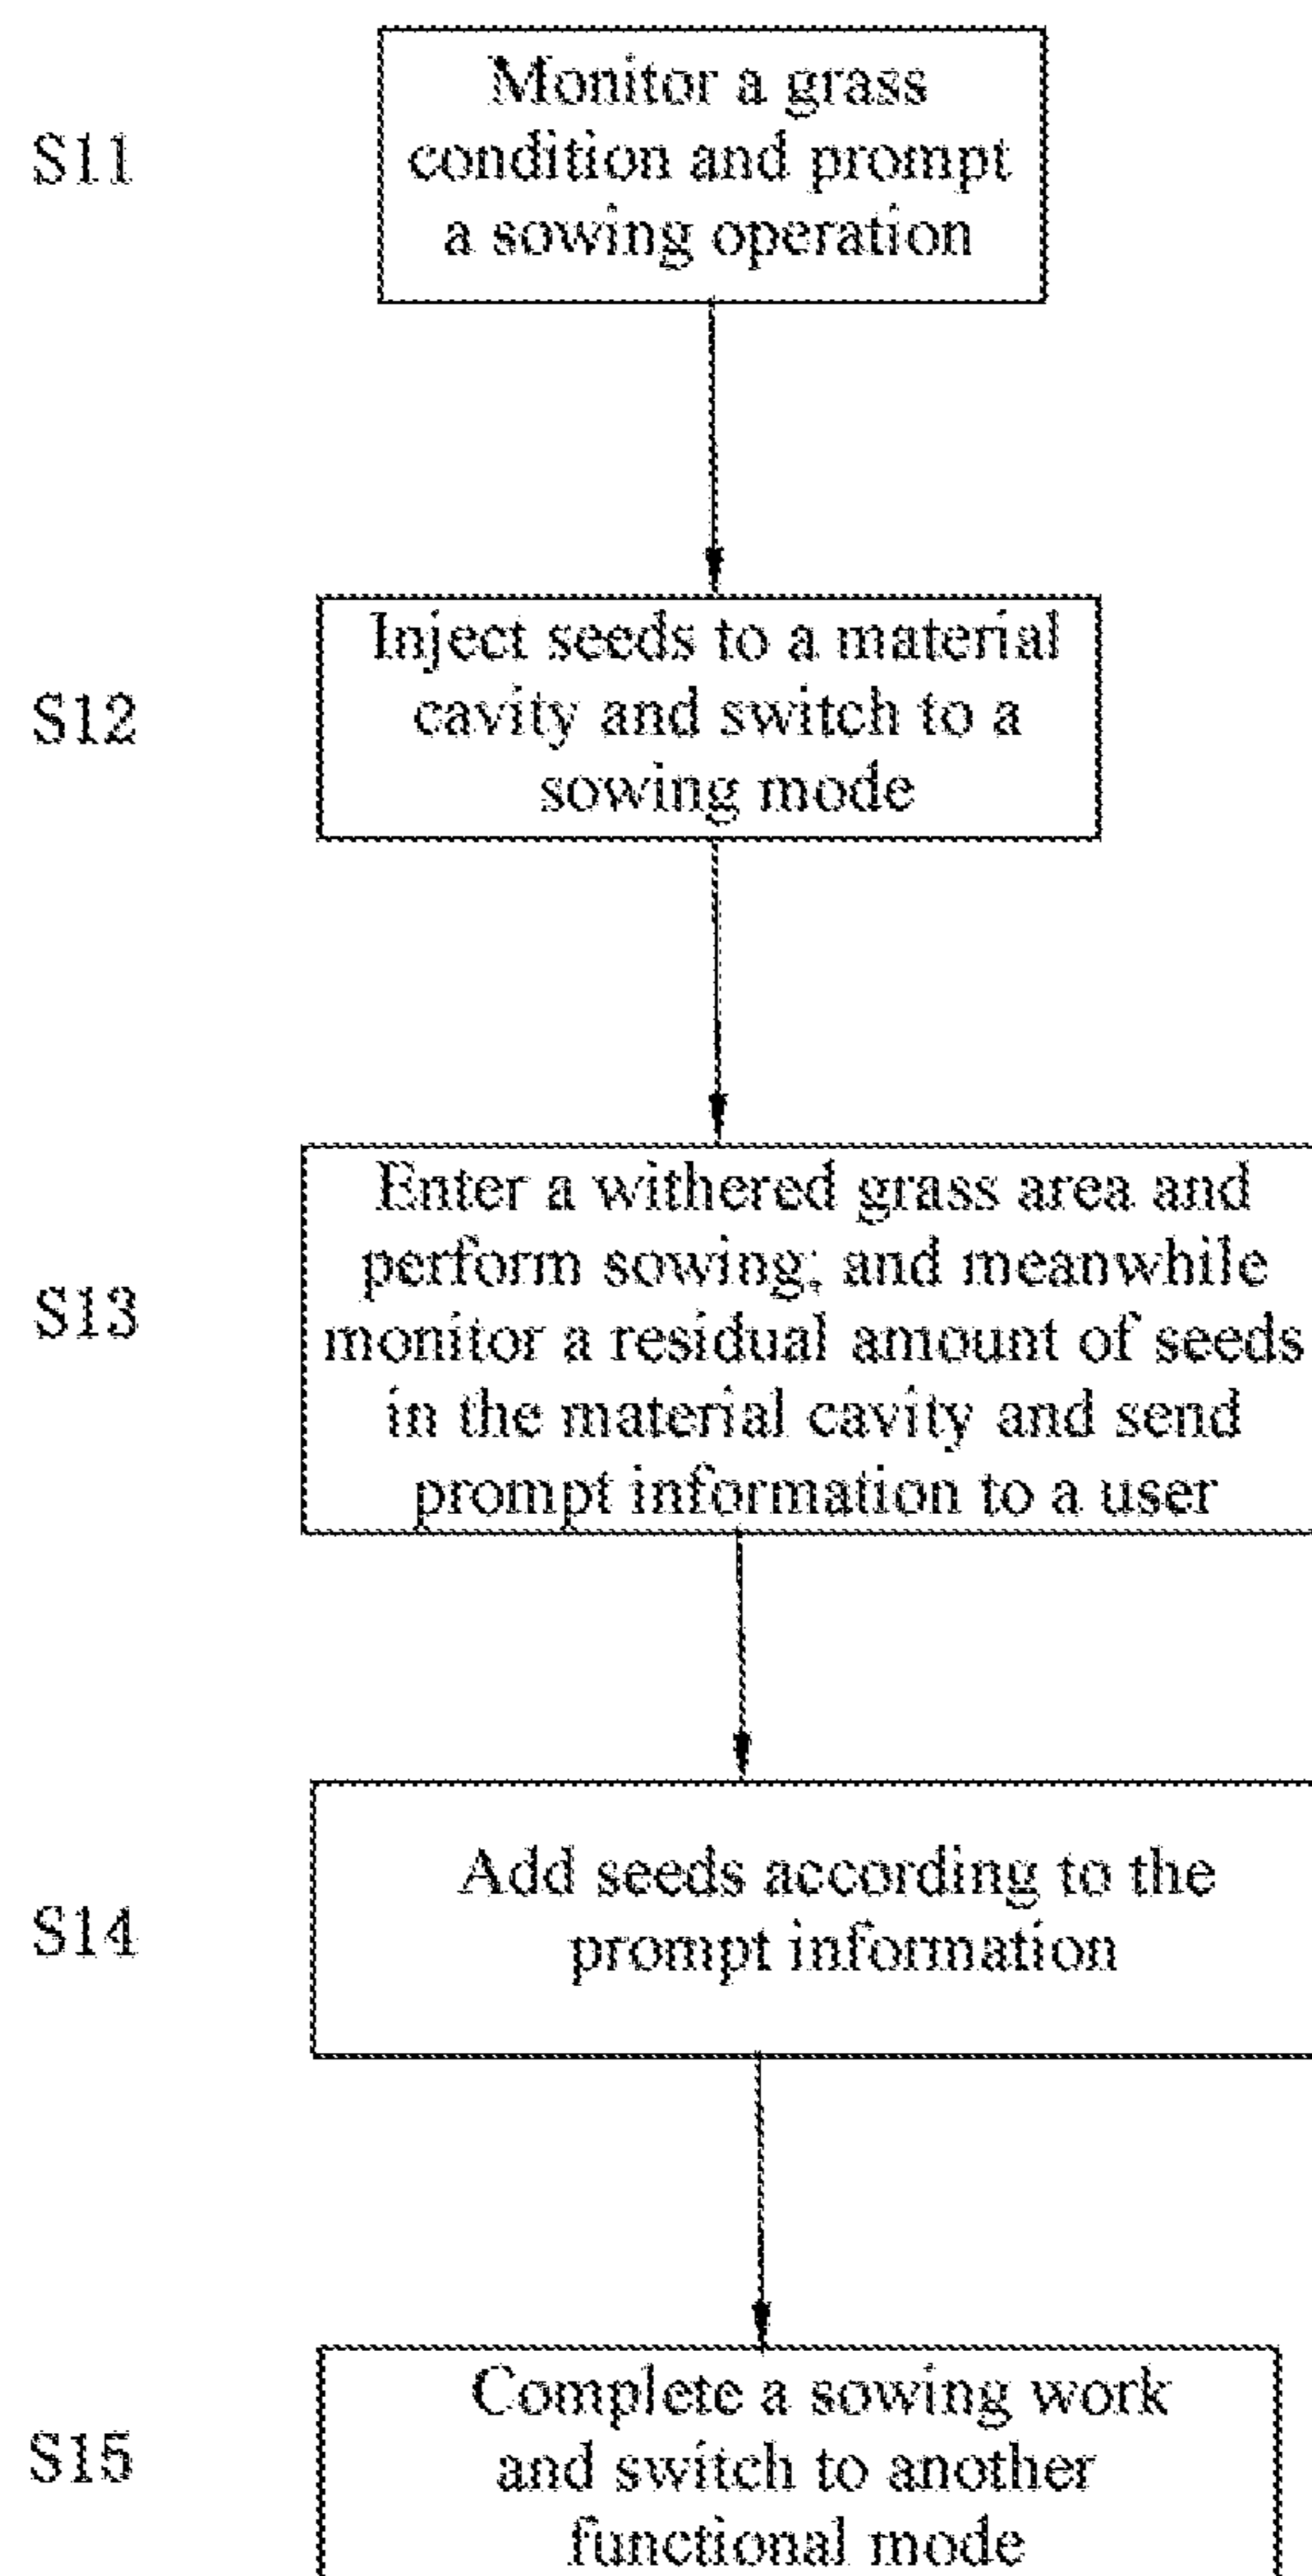 S11
Monitor a grass
condition and prompt
a sowing operation
S12
Inject seeds to a material
cavity and switch to a
sowing mode
S13
Enter a withered grass area and
perform sowing; and meanwhile
monitor a residual amount of seeds
in the material cavity and send
prompt information to a user
S14
Add seeds according to the
prompt information
S15
Complete a sowing work
and switch to another
functional mode